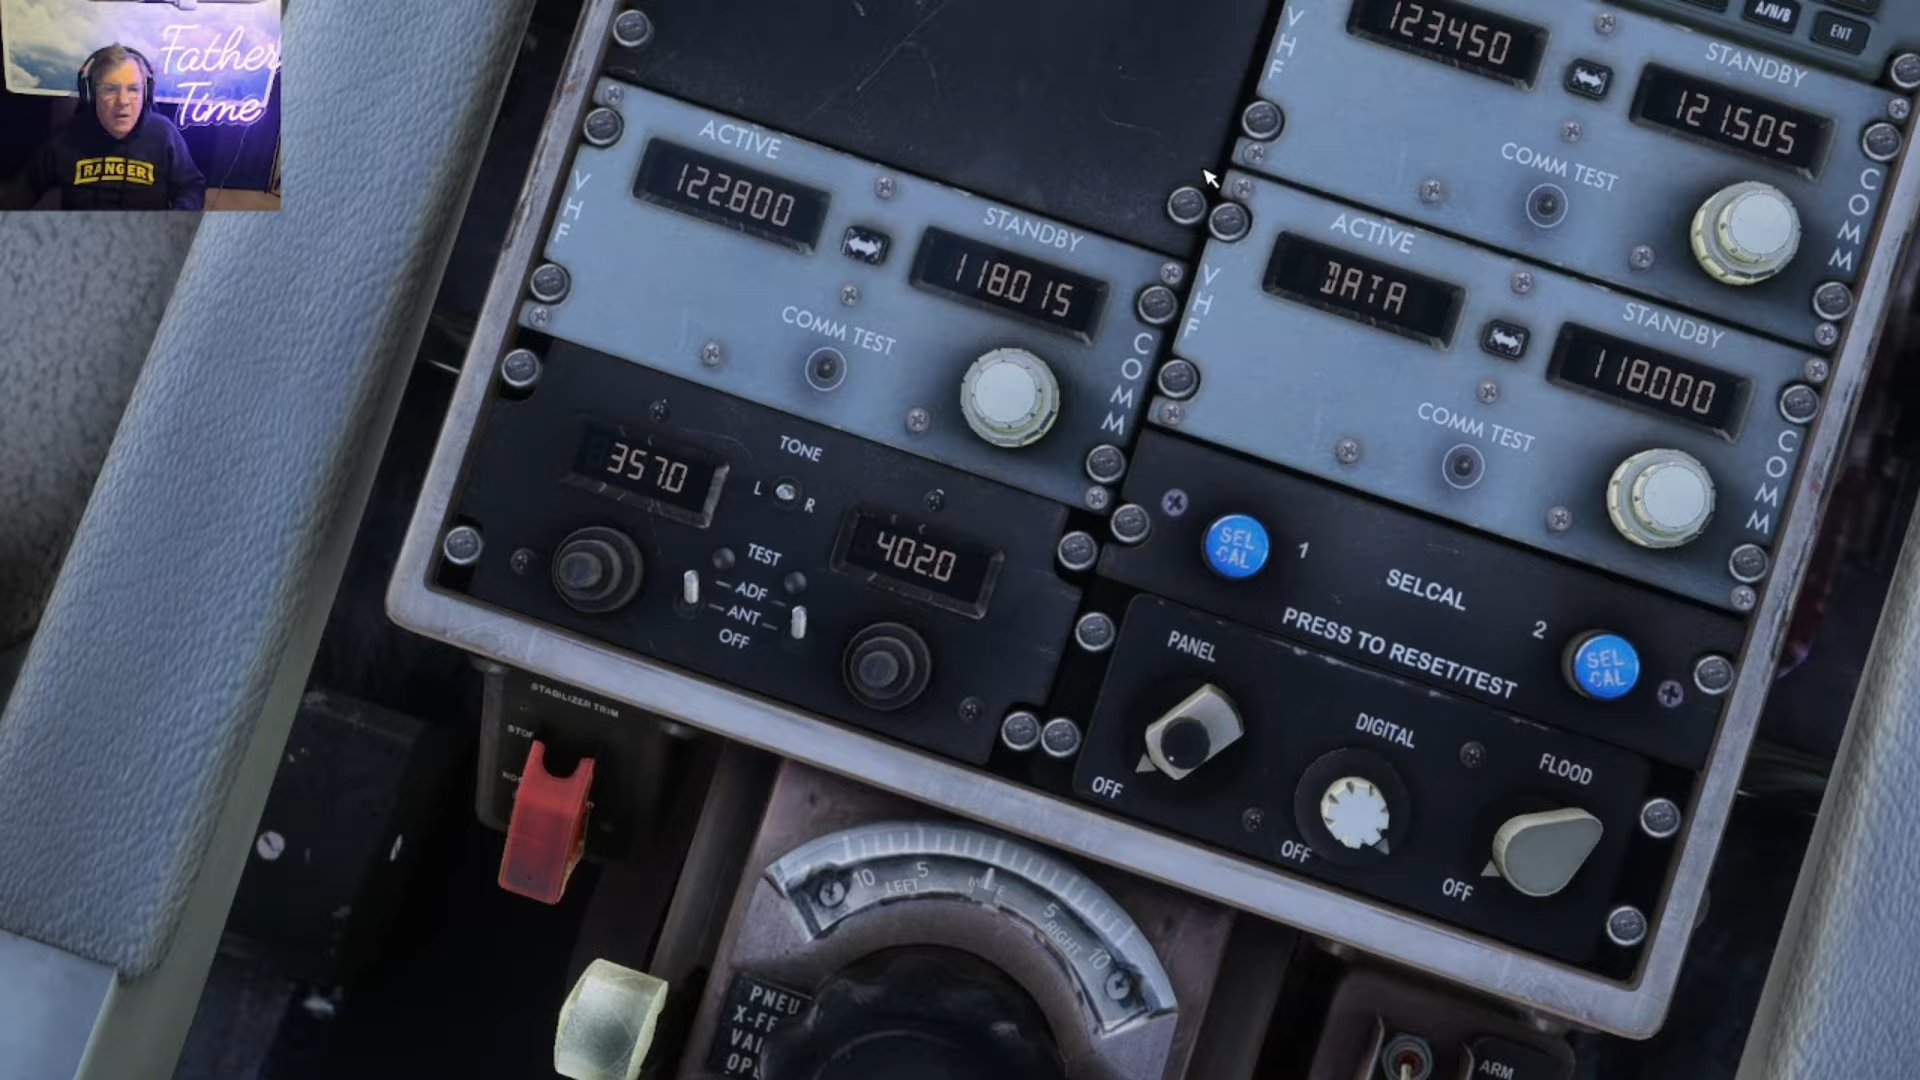 Father
Time
RANGER
A/N/B
ENT
VHF
123.450
STANDBY
121.505
COMM TEST
COMM
ACTIVE
122.800
VHF
STANDBY
118.015
COMM TEST
COMM
ACTIVE
DATA
VHF
STANDBY
118.000
COMM TEST
COMM
357.0
TONE
L
R
402.0
TEST
ADF
ANT
OFF
SEL
CAL
1
SELCAL
2
SEL
CAL
PRESS TO RESET/TEST
PANEL
OFF
DIGITAL
OFF
FLOOD
OFF
STABILIZER TRIM
10
LEFT
5
5
RIGHT
10
PNEU
X-FF
ARM